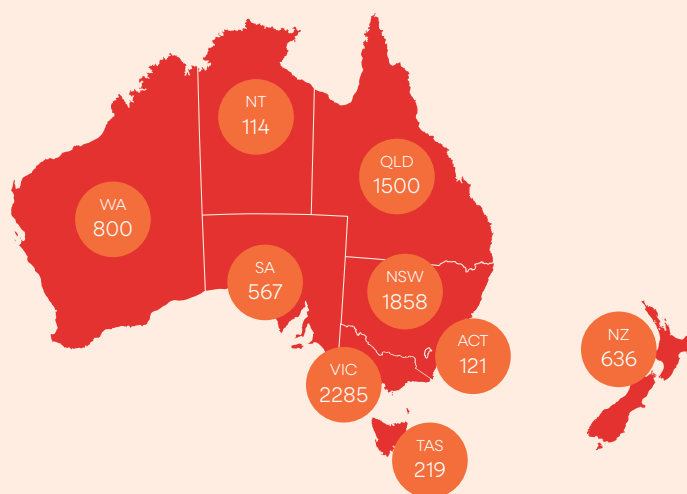 NT
114
QLD
1500
WA
800
SA
567
NSW
1858
NZ
636
ACT
121
VIC
2285
TAS
219